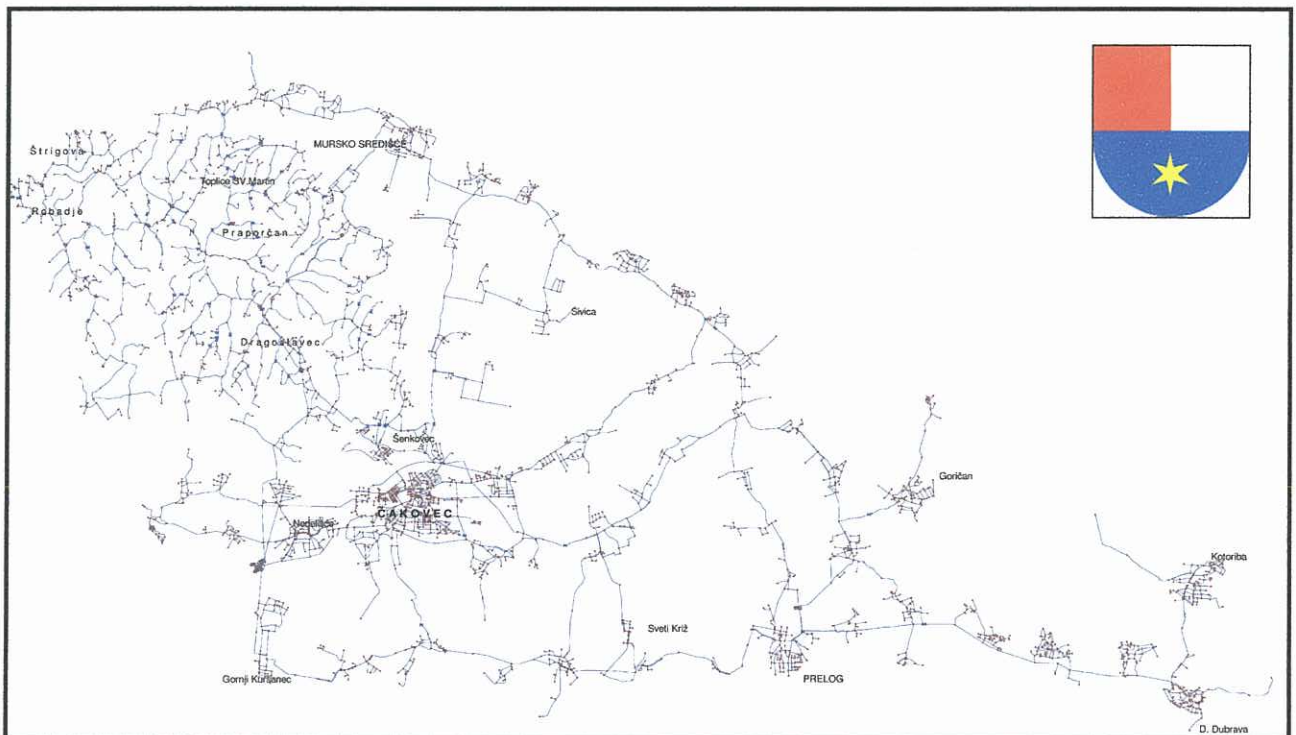 MURSKO SREDIŠĆE
Štrigova
Toplice SV.Martin
Robadje
Praporčan
Šivica
Dragoslavec
Šenkovec
Goričan
ČAKOVEC
Nedelišće
Kotoriba
Sveti Križ
Gornji Kuršanec
PRELOG
D. Dubrava